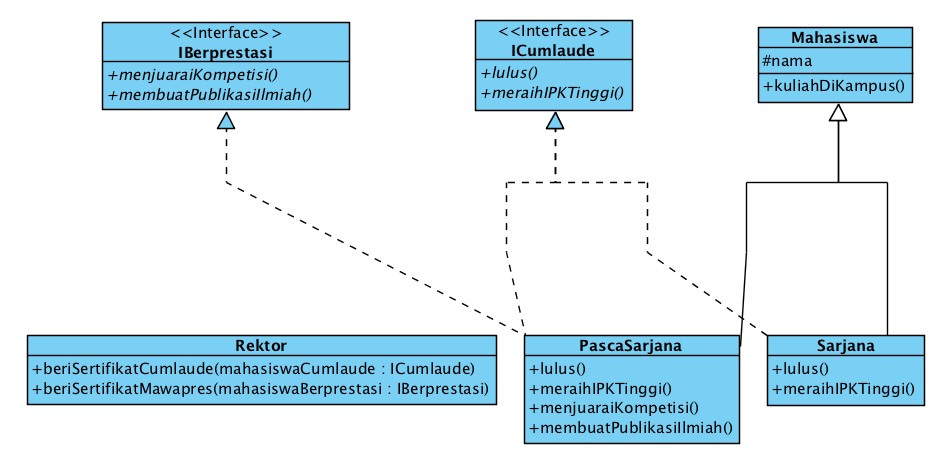 <<Interface>>
IBerprestasi
+menjuaraiKompetisi()
+membuatPublikasiIlmiah()
<<Interface>>
ICumlaude
+lulus()
+meraihIPKTinggi()
Mahasiswa
#nama
+kuliahDiKampus()
Rektor
+beriSertifikatCumlaude(mahasiswaCumlaude : ICumlaude)
+beriSertifikatMawapres(mahasiswaBerprestasi : IBerprestasi)
PascaSarjana
+lulus()
+meraihIPKTinggi()
+menjuaraiKompetisi()
+membuatPublikasiIlmiah()
Sarjana
+lulus()
+meraihIPKTinggi()